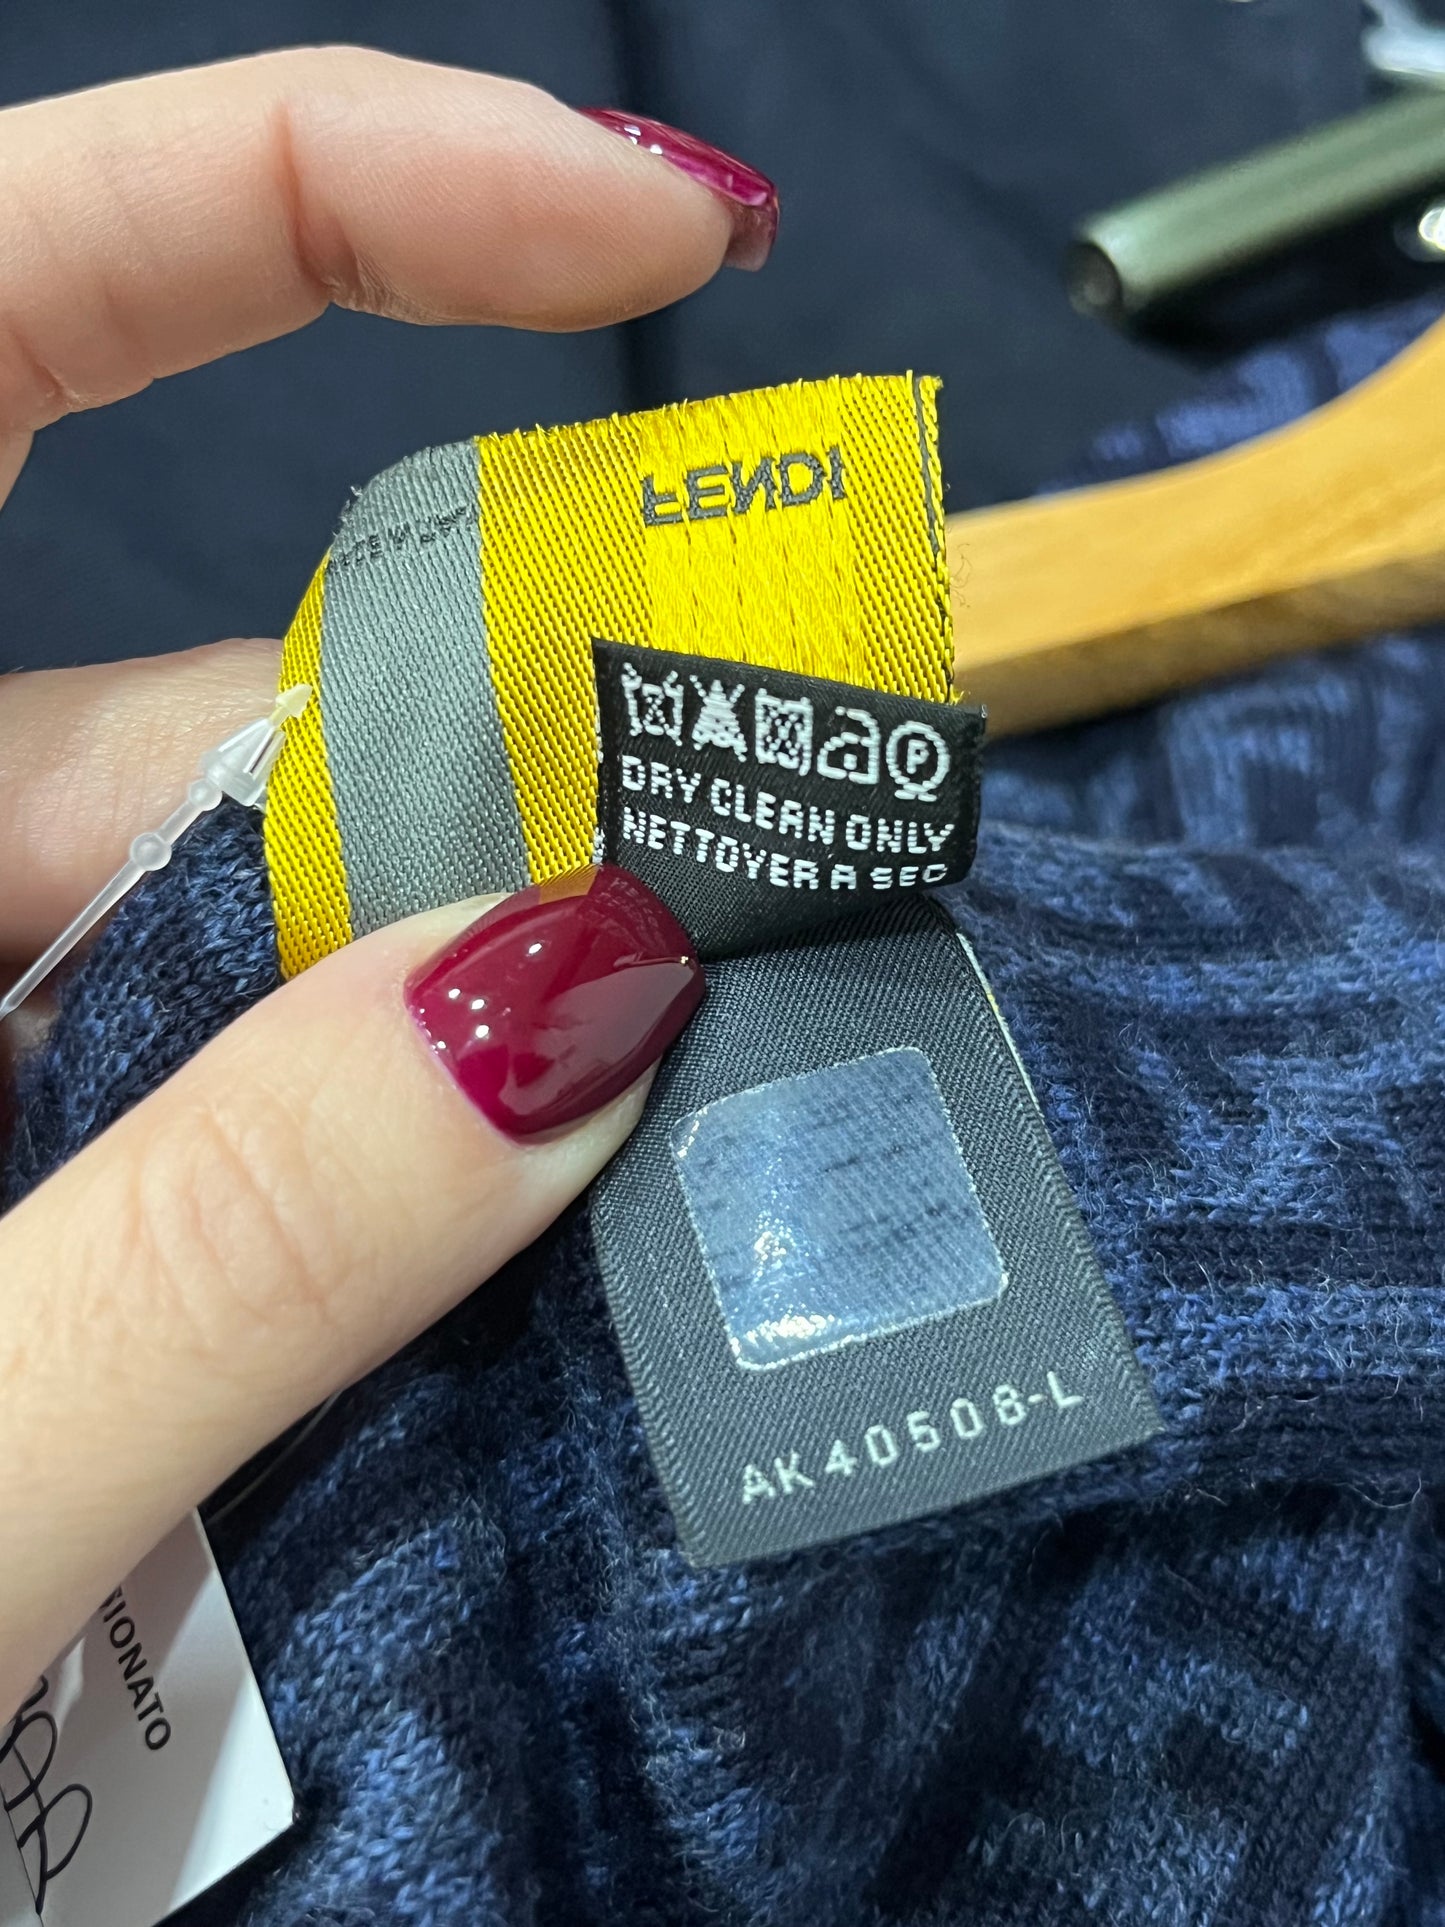 FENDI
DRY CLEAN ONLY
NETTOYER A SEC
AK40508-L